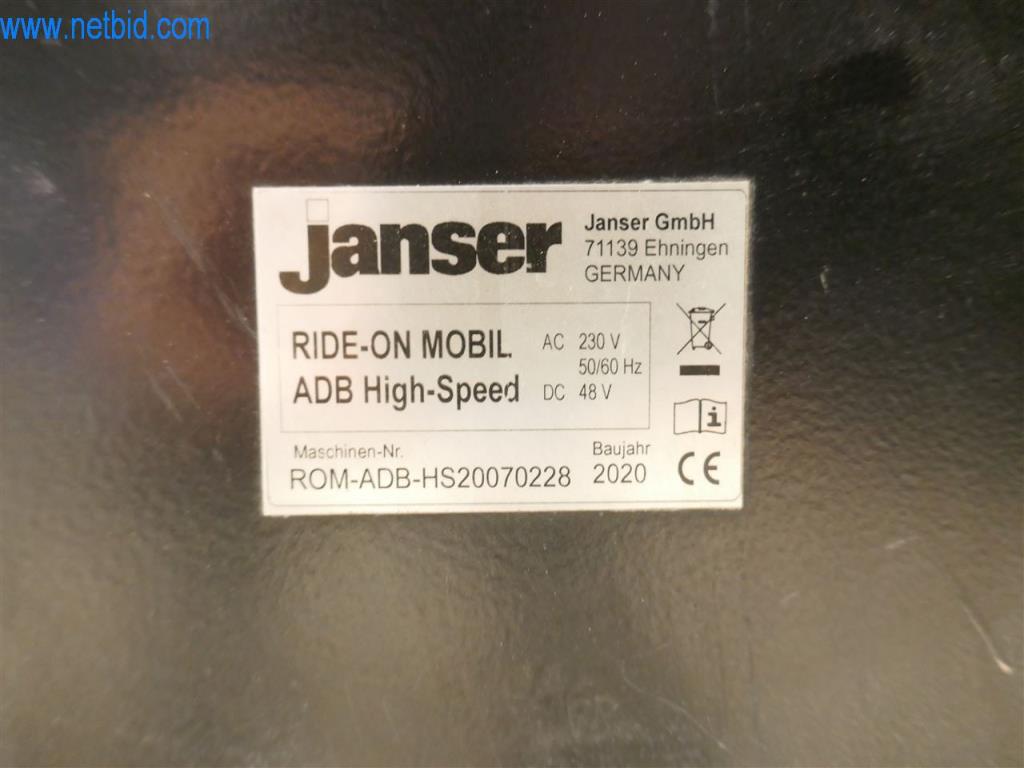 www.netbid.com
janser
Janser GmbH
71139 Ehningen
GERMANY
RIDE-ON MOBIL
ADB High-Speed
AC 230 V
50/60 Hz
DC 48 V
i
Maschinen-Nr.
ROM-ADB-HS20070228
Baujahr
2020
CE